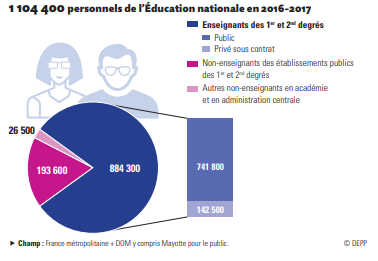 1 104 400 personnels de l'Éducation nationale en 2016-2017
Enseignants des 1er et 2nd degrés
Public
Privé sous contrat
Non-enseignants des établissements publics
des 1er et 2nd degrés
Autres non-enseignants en académie
et en administration centrale
26 500
193 600
884 300
741 800
142 500
► Champ : France métropolitaine + DOM y compris Mayotte pour le public.
© DEPP